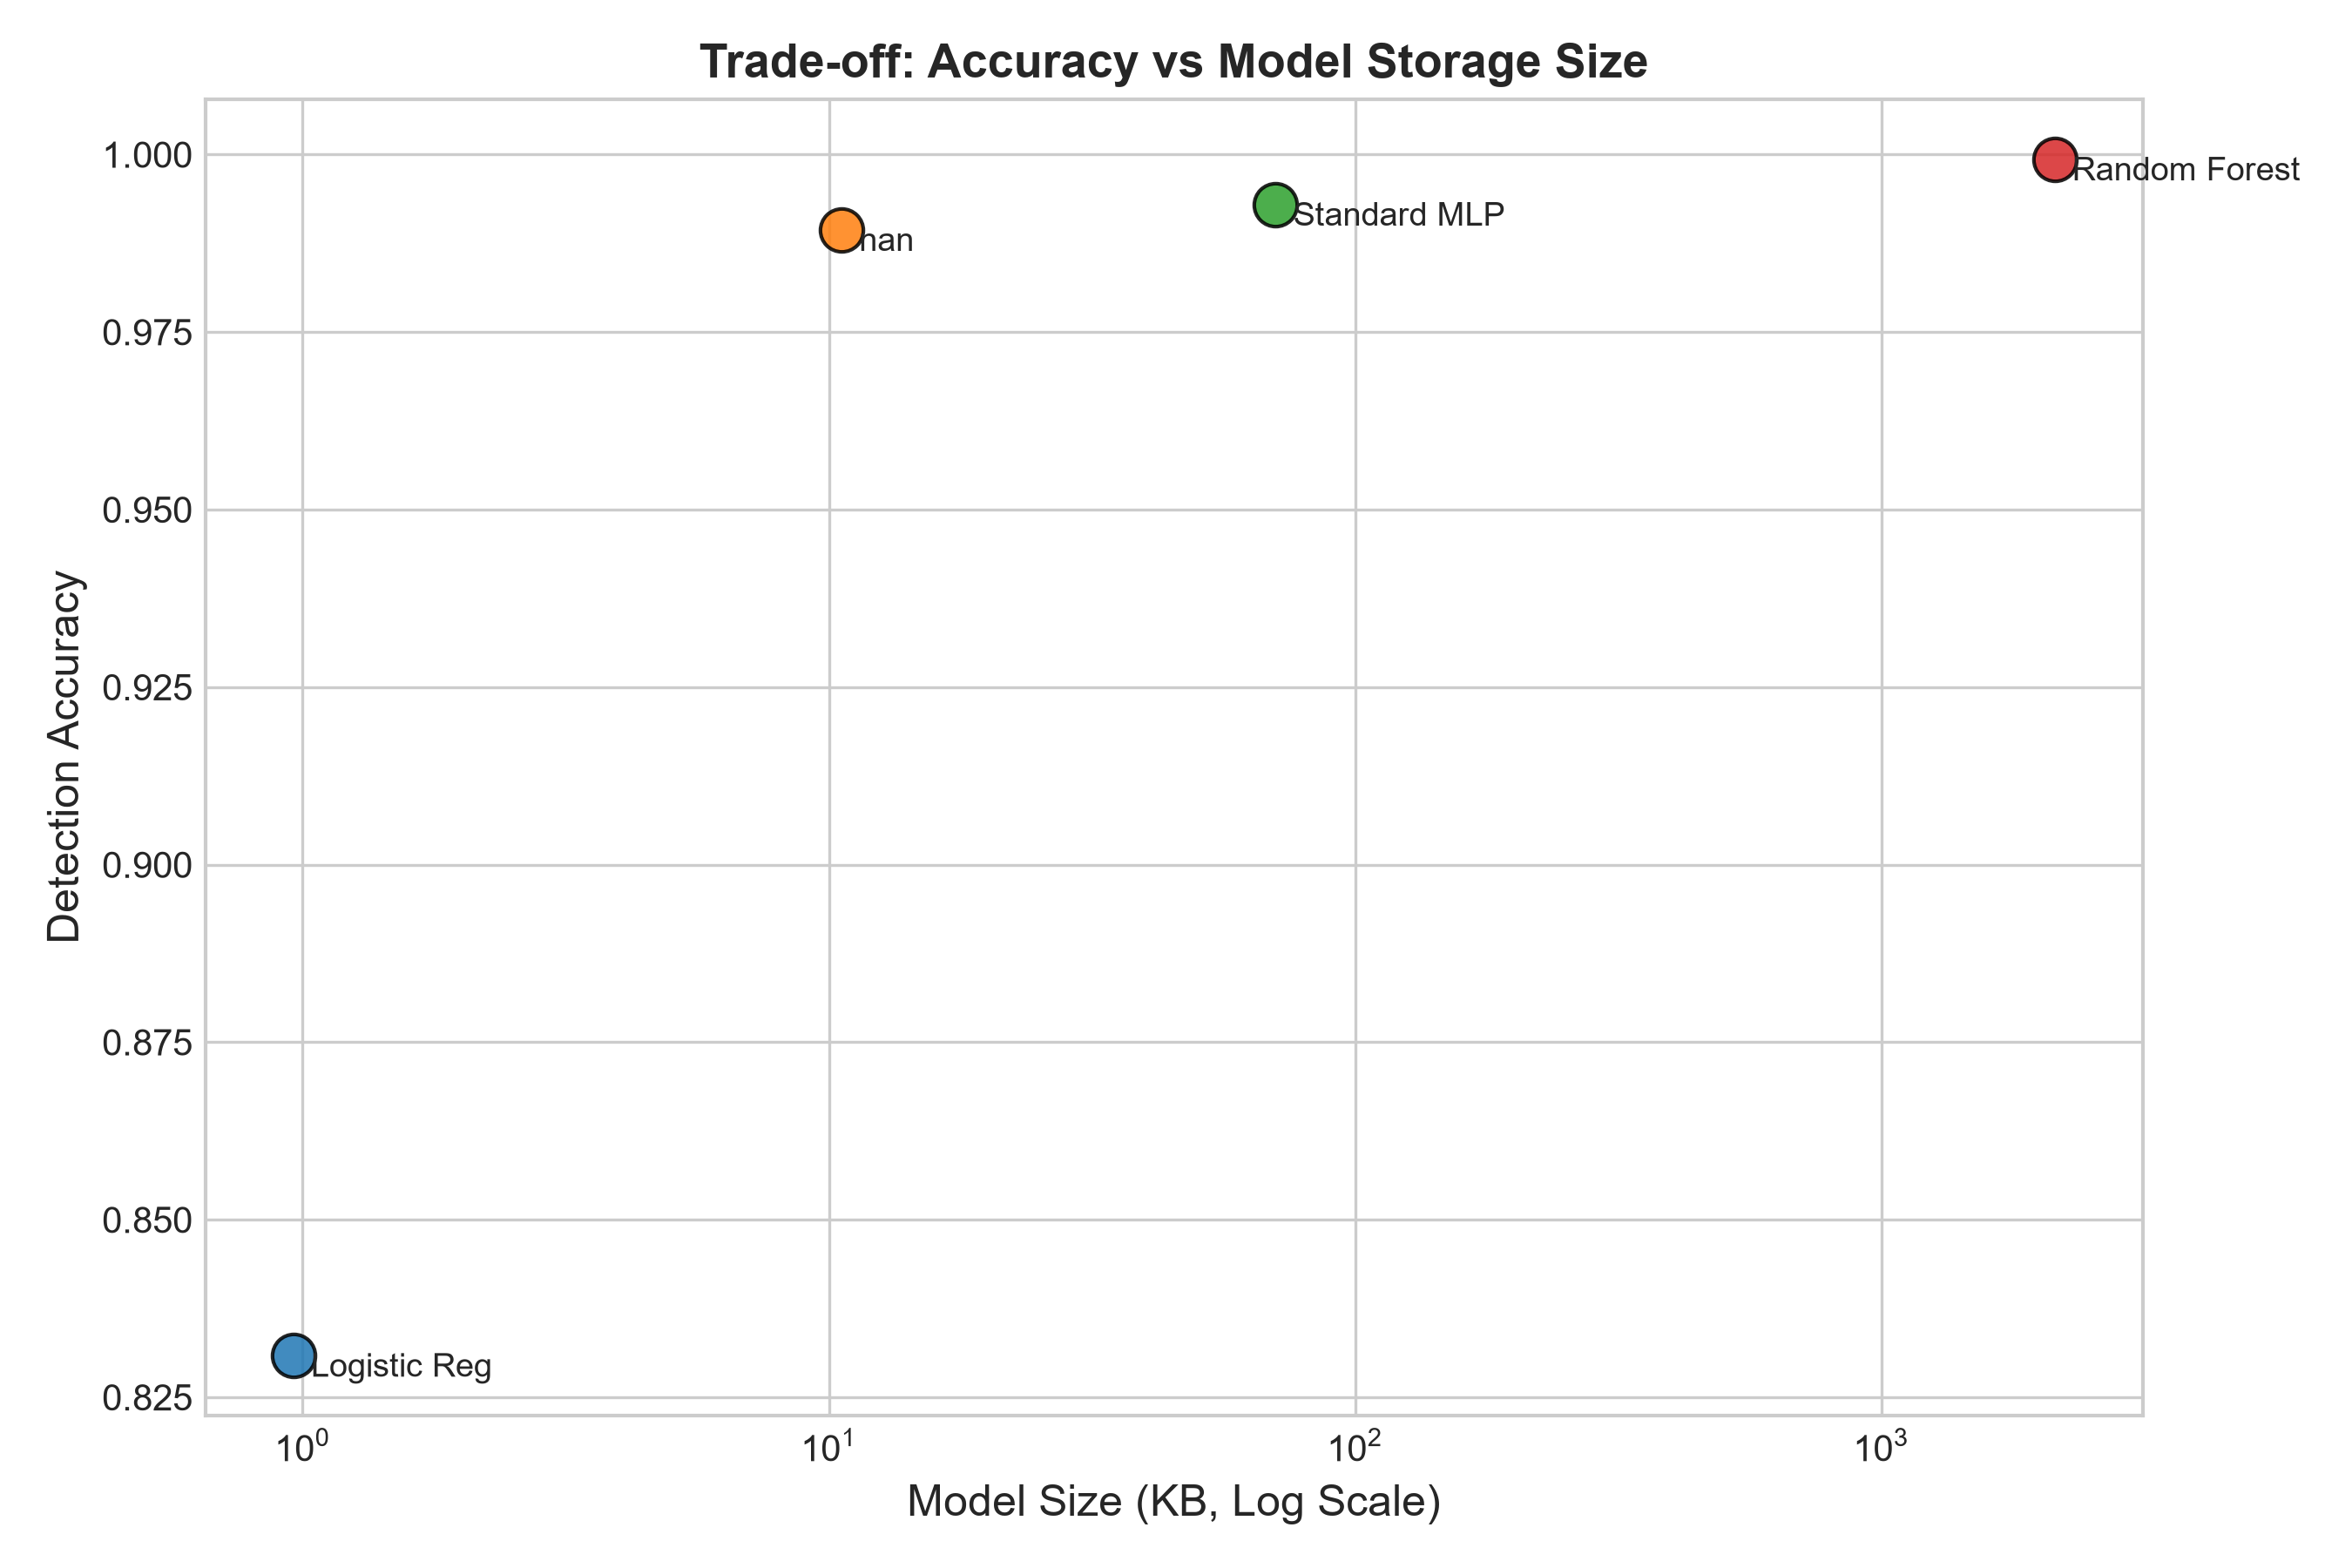 Trade-off: Accuracy vs Model Storage Size
1.000
Random Forest
Standard MLP
nan
0.975
0.950
0.925
0.900
0.875
0.850
Logistic Reg
0.825
Detection Accuracy
10⁰ 10¹ 10² 10³
Model Size (KB, Log Scale)